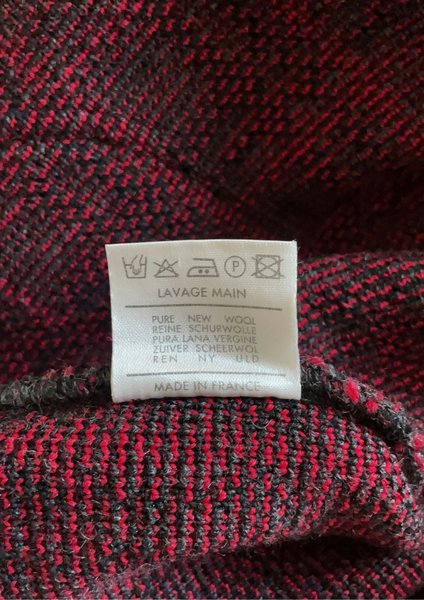 P
LAVAGE MAIN
PURE NEW WOOL
REINE SCHURWOLLE
PURA LANA VERGINE
ZUIVER SCHEERWOL
REN NY ULD
MADE IN FRANCE